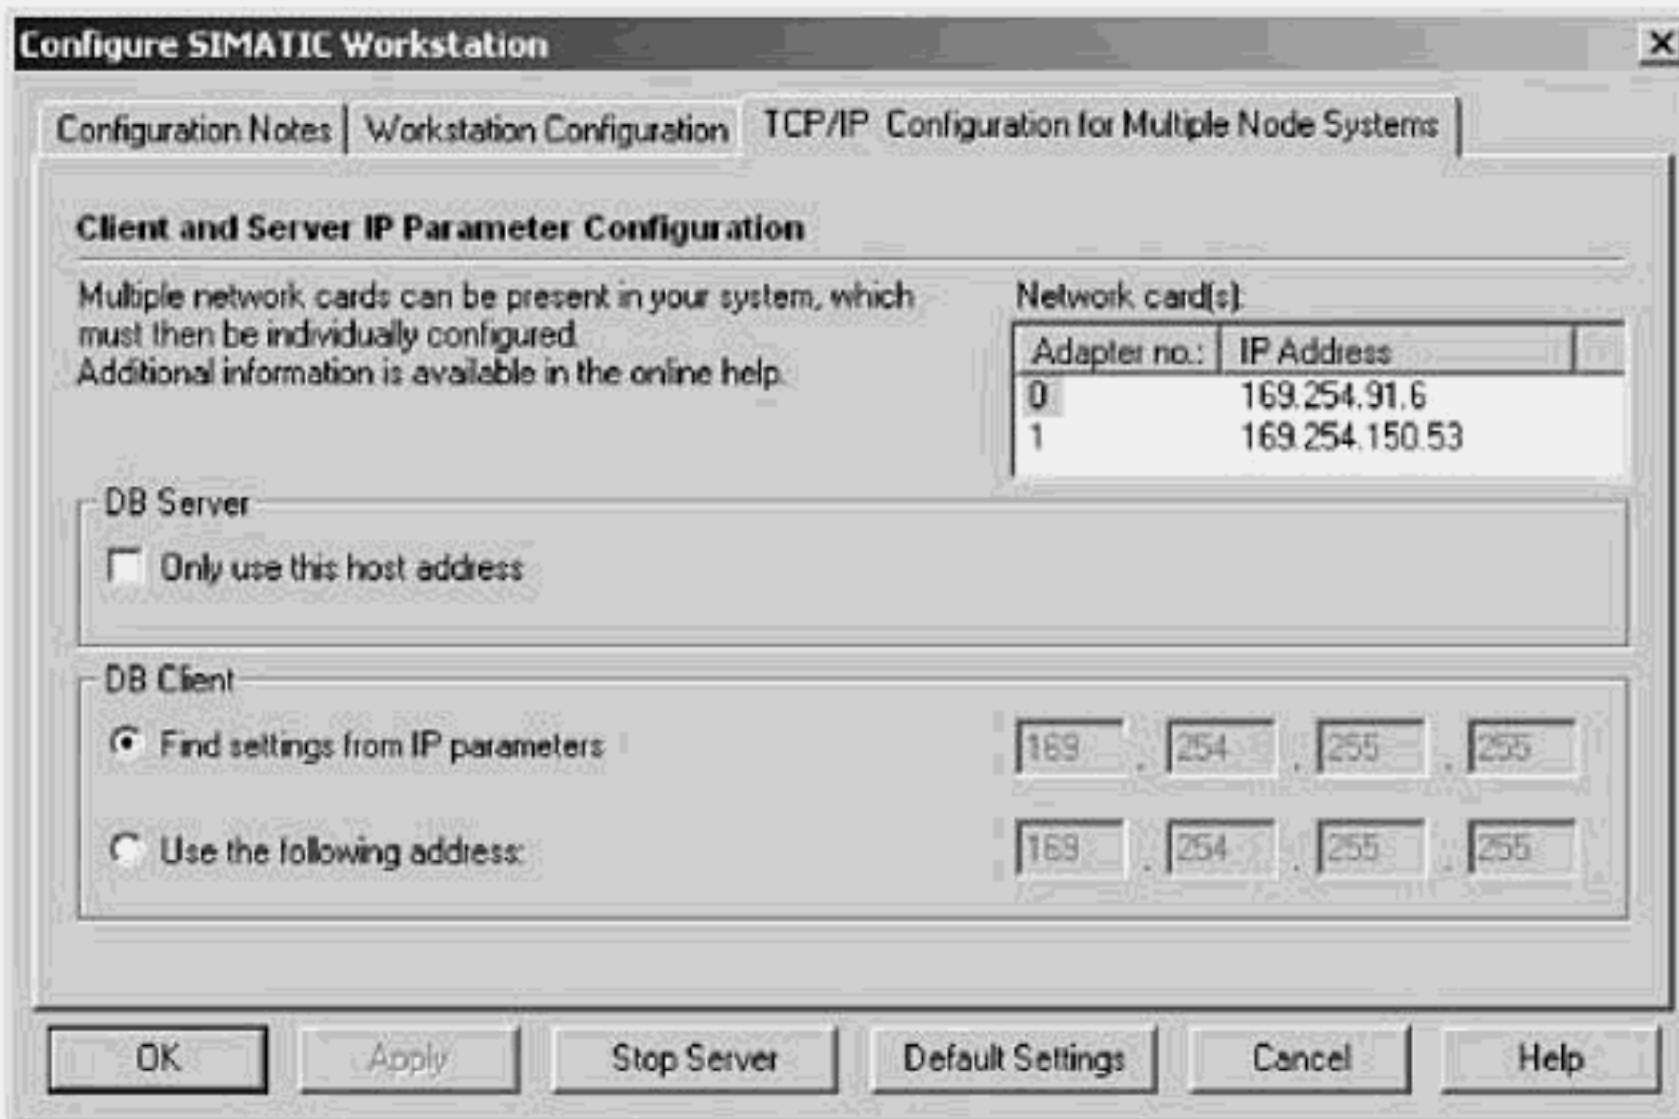 Configure SIMATIC Workstation
Configuration Notes
Workstation Configuration
TCP/IP Configuration for Multiple Node Systems
Client and Server IP Parameter Configuration
Multiple network cards can be present in your system, which
must then be individually configured.
Additional information is available in the online help.
Network card(s):
Adapter no.: IP Address
0 169.254.91.6
1 169.254.150.53
DB Server
Only use this host address
DB Client
Find settings from IP parameters 169 . 254 . 255 . 255
Use the following address: 169 . 254 . 255 . 255
OK Apply Stop Server Default Settings Cancel Help